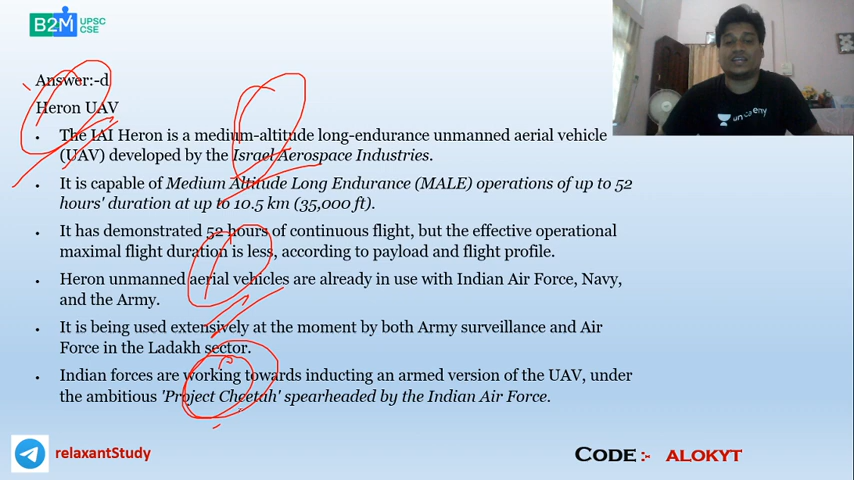 B2M UPSC
CSE
Answer:-d
Heron UAV
• The IAI Heron is a medium-altitude long-endurance unmanned aerial vehicle
(UAV) developed by the Israel Aerospace Industries.
• It is capable of Medium Altitude Long Endurance (MALE) operations of up to 52
hours' duration at up to 10.5 km (35,000 ft).
• It has demonstrated 52 hours of continuous flight, but the effective operational
maximal flight duration is less, according to payload and flight profile.
• Heron unmanned aerial vehicles are already in use with Indian Air Force, Navy,
and the Army.
• It is being used extensively at the moment by both Army surveillance and Air
Force in the Ladakh sector.
• Indian forces are working towards inducting an armed version of the UAV, under
the ambitious 'Project Cheetah' spearheaded by the Indian Air Force.
relaxantStudy
CODE :- ALOKYT